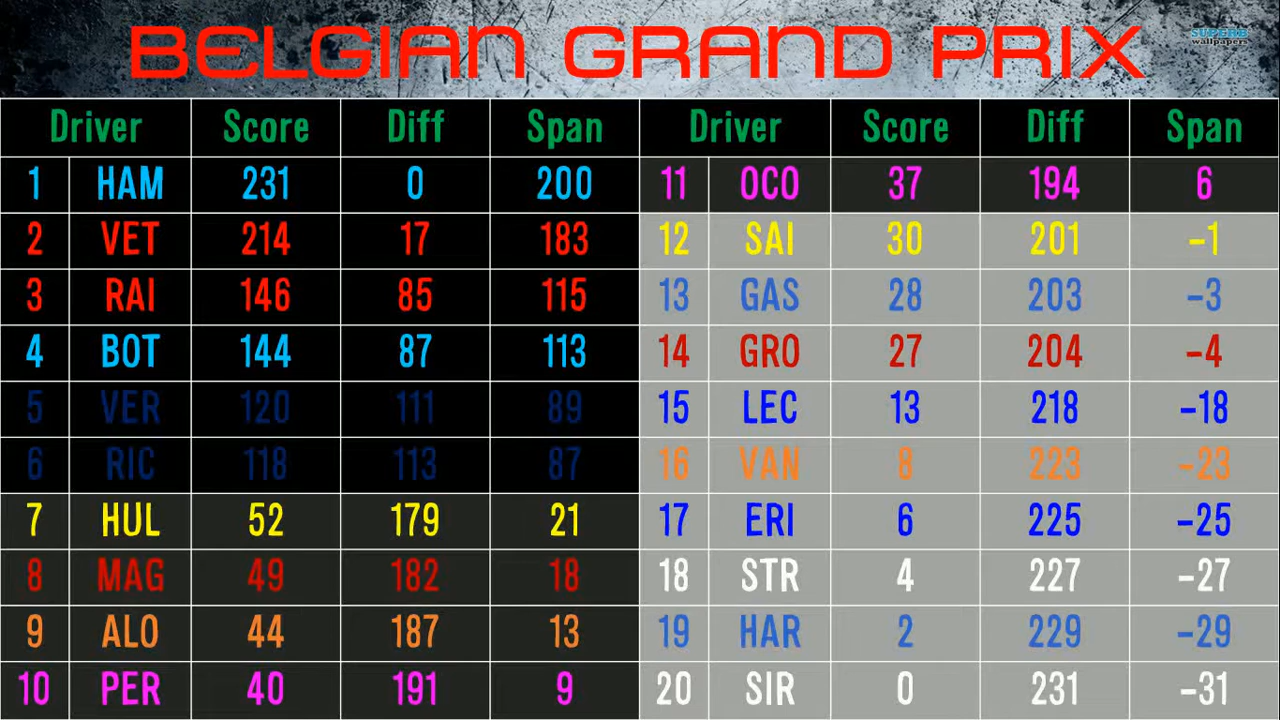 BELGIAN GRAND PRIX
SUPERB
wallpapers
Driver Score Diff Span Driver Score Diff Span
1 HAM 231 0 200 11 OCO 37 194 6
2 VET 214 17 183 12 SAI 30 201 -1
3 RAI 146 85 115 13 GAS 28 203 -3
4 BOT 144 87 113 14 GRO 27 204 -4
5 VER 120 111 89 15 LEC 13 218 -18
6 RIC 118 113 87 16 VAN 8 223 -23
7 HUL 52 179 21 17 ERI 6 225 -25
8 MAG 49 182 18 18 STR 4 227 -27
9 ALO 44 187 13 19 HAR 2 229 -29
10 PER 40 191 9 20 SIR 0 231 -31